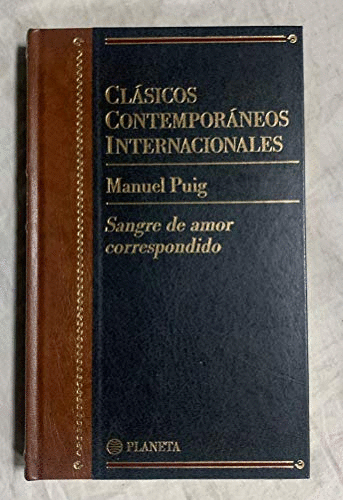 CLÁSICOS
CONTEMPORÁNEOS
INTERNACIONALES
Manuel Puig
Sangre de amor
correspondido
PLANETA